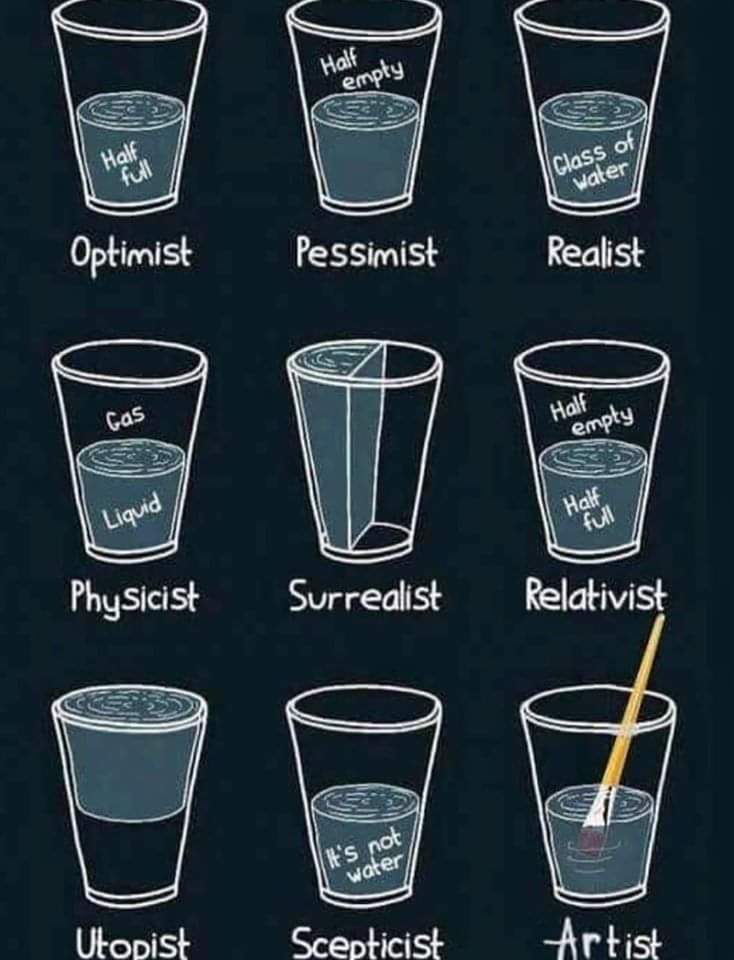 Half
full
Optimist
Half
empty
Pessimist
Glass of
water
Realist
Gas
Liquid
Physicist
Surrealist
Half
empty
Half
full
Relativist
Utopist
It's not
water
Scepticist
Artist